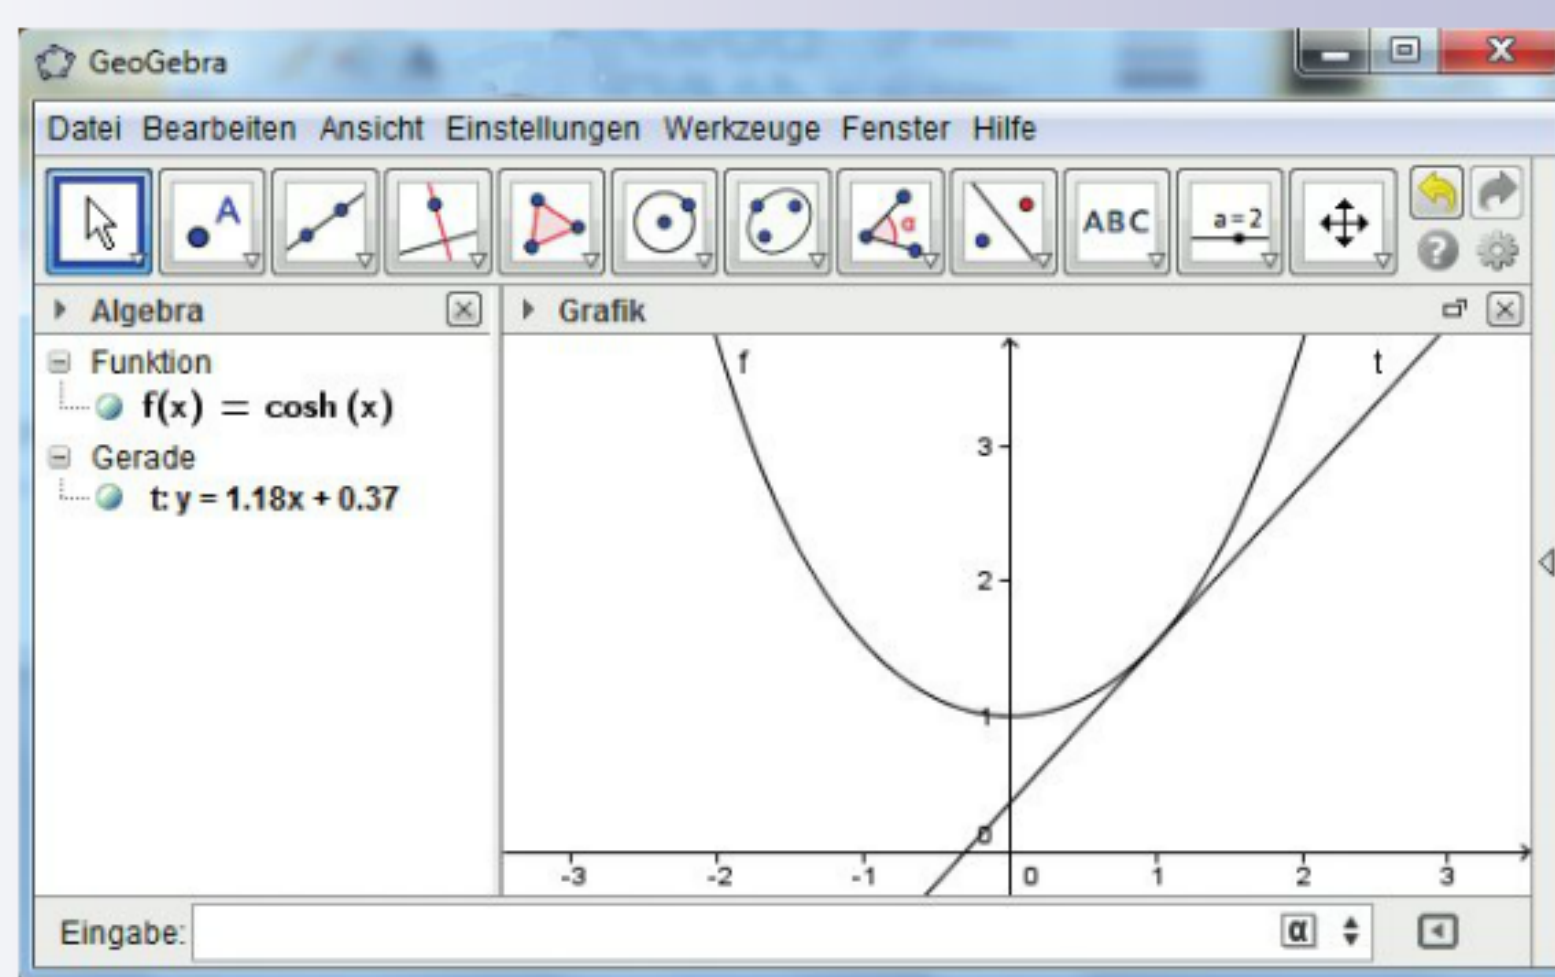 GeoGebra
Datei Bearbeiten Ansicht Einstellungen Werkzeuge Fenster Hilfe
A α ABC a=2 ?
Algebra
Grafik
Funktion
f(x) = cosh (x)
Gerade
t: y = 1.18x + 0.37
f t
3
2
1
0
-3 -2 -1 0 1 2 3
Eingabe: α